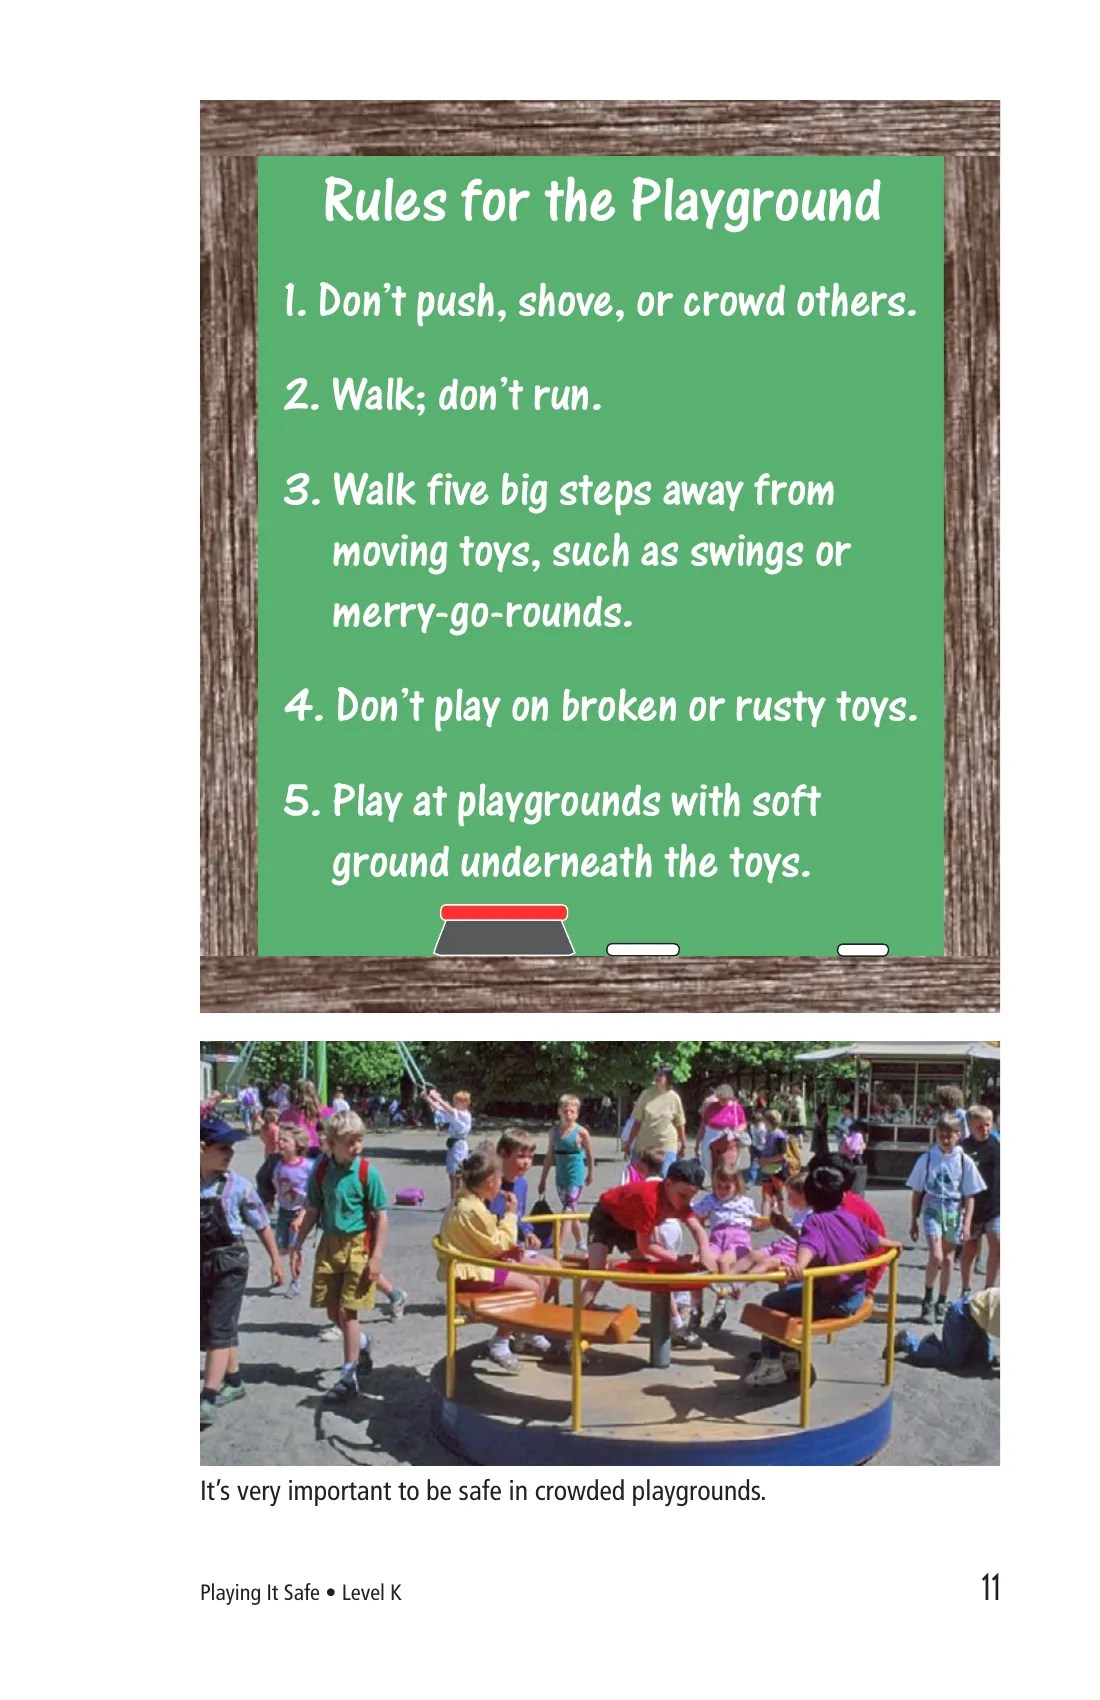 Rules for the Playground
1. Don’t push, shove, or crowd others.
2. Walk; don’t run.
3. Walk five big steps away from
moving toys, such as swings or
merry-go-rounds.
4. Don’t play on broken or rusty toys.
5. Play at playgrounds with soft
ground underneath the toys.
It’s very important to be safe in crowded playgrounds.
Playing It Safe • Level K
11